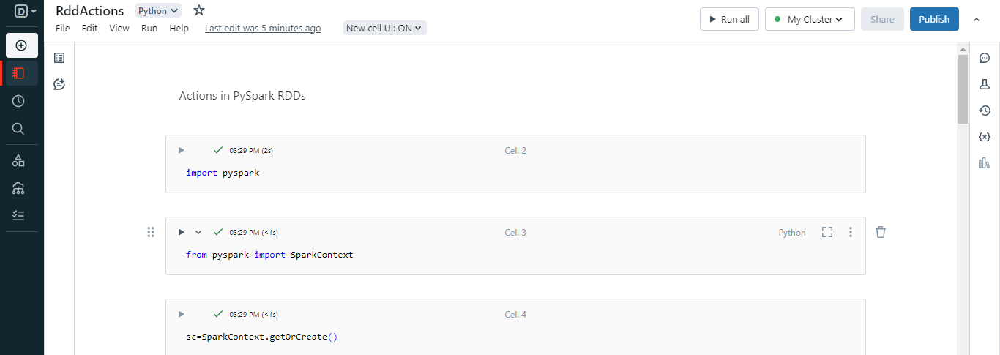 D
RddActions Python
File Edit View Run Help Last edit was 5 minutes ago New cell UI: ON
Run all My Cluster Share Publish
Actions in PySpark RDDs
03:29 PM (2s) Cell 2
import pyspark
03:29 PM (<1s) Cell 3 Python
from pyspark import SparkContext
03:29 PM (<1s) Cell 4
sc=SparkContext.getOrCreate()